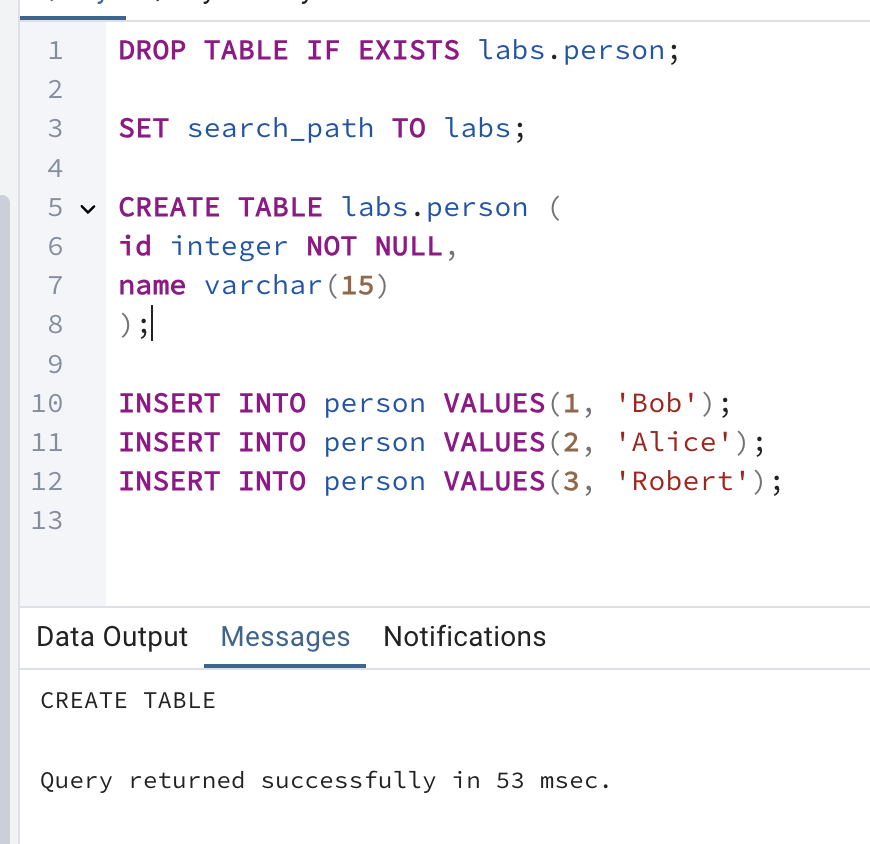 1 DROP TABLE IF EXISTS labs.person;
2
3 SET search_path TO labs;
4
5 CREATE TABLE labs.person (
6 id integer NOT NULL,
7 name varchar(15)
8 );
9
10 INSERT INTO person VALUES(1, 'Bob');
11 INSERT INTO person VALUES(2, 'Alice');
12 INSERT INTO person VALUES(3, 'Robert');
13
Data Output Messages Notifications
CREATE TABLE
Query returned successfully in 53 msec.